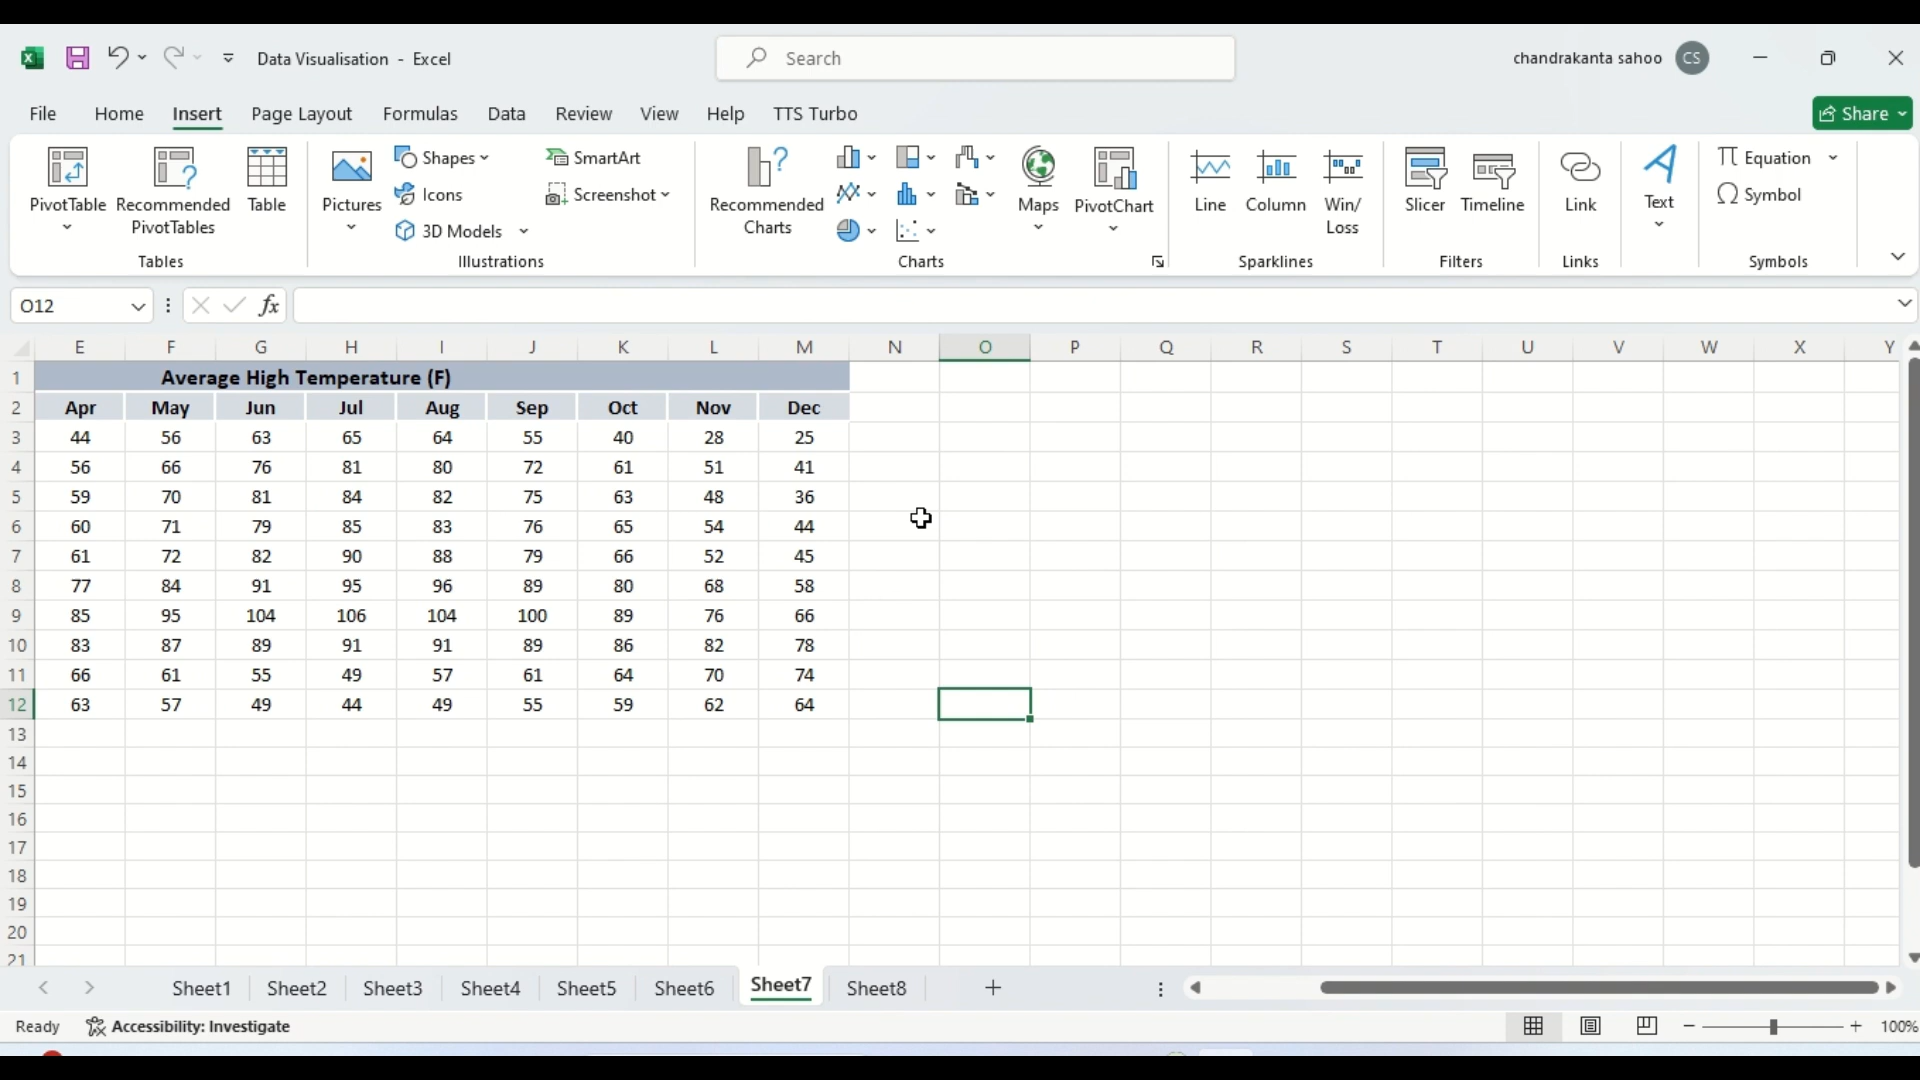 Data Visualisation - Excel
Search
chandrakanta sahoo CS
File Home Insert Page Layout Formulas Data Review View Help TTS Turbo
Share
PivotTable
Recommended PivotTables
Table
Tables
Pictures
Shapes
Icons
3D Models
SmartArt
Screenshot
Illustrations
Recommended Charts
Maps
PivotChart
Charts
Line
Column
Win/ Loss
Sparklines
Slicer
Timeline
Filters
Link
Links
Text
Equation
Symbol
Symbols
O12
fx
E F G H I J K L M N O P Q R S T U V W X Y
1 Average High Temperature (F)
2 Apr May Jun Jul Aug Sep Oct Nov Dec
3 44 56 63 65 64 55 40 28 25
4 56 66 76 81 80 72 61 51 41
5 59 70 81 84 82 75 63 48 36
6 60 71 79 85 83 76 65 54 44
7 61 72 82 90 88 79 66 52 45
8 77 84 91 95 96 89 80 68 58
9 85 95 104 106 104 100 89 76 66
10 83 87 89 91 91 89 86 82 78
11 66 61 55 49 57 61 64 70 74
12 63 57 49 44 49 55 59 62 64
13
14
15
16
17
18
19
20
21
Sheet1 Sheet2 Sheet3 Sheet4 Sheet5 Sheet6 Sheet7 Sheet8
Ready Accessibility: Investigate
100%